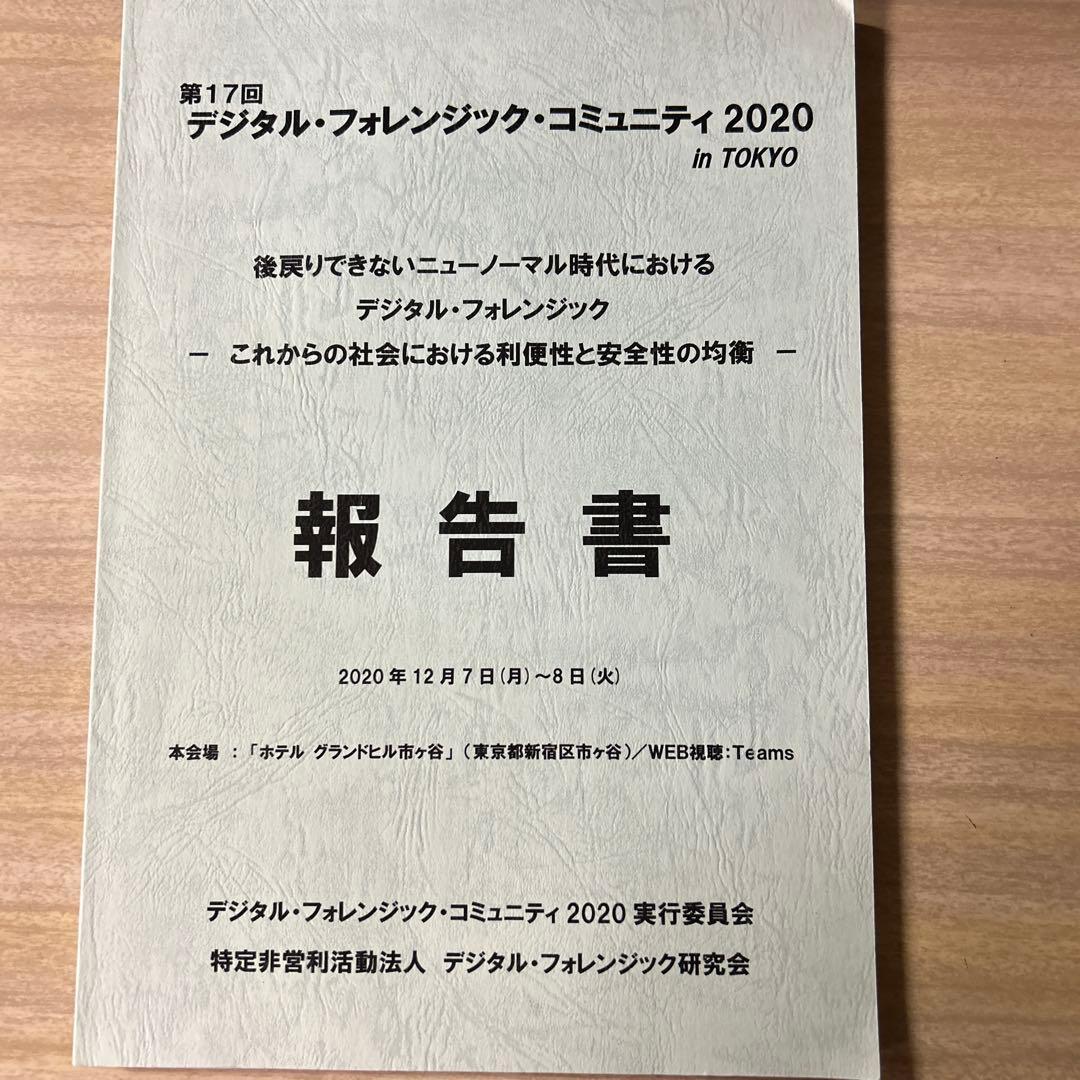 第17回
デジタル・フォレンジック・コミュニティ 2020
in TOKYO
後戻りできないニューノーマル時代における
デジタル・フォレンジック
－ これからの社会における利便性と安全性の均衡 －
報告書
2020年12月7日(月)～8日(火)
本会場 : 「ホテル グランドヒル市ヶ谷」(東京都新宿区市ヶ谷)／WEB視聴:Teams
デジタル・フォレンジック・コミュニティ 2020 実行委員会
特定非営利活動法人 デジタル・フォレンジック研究会